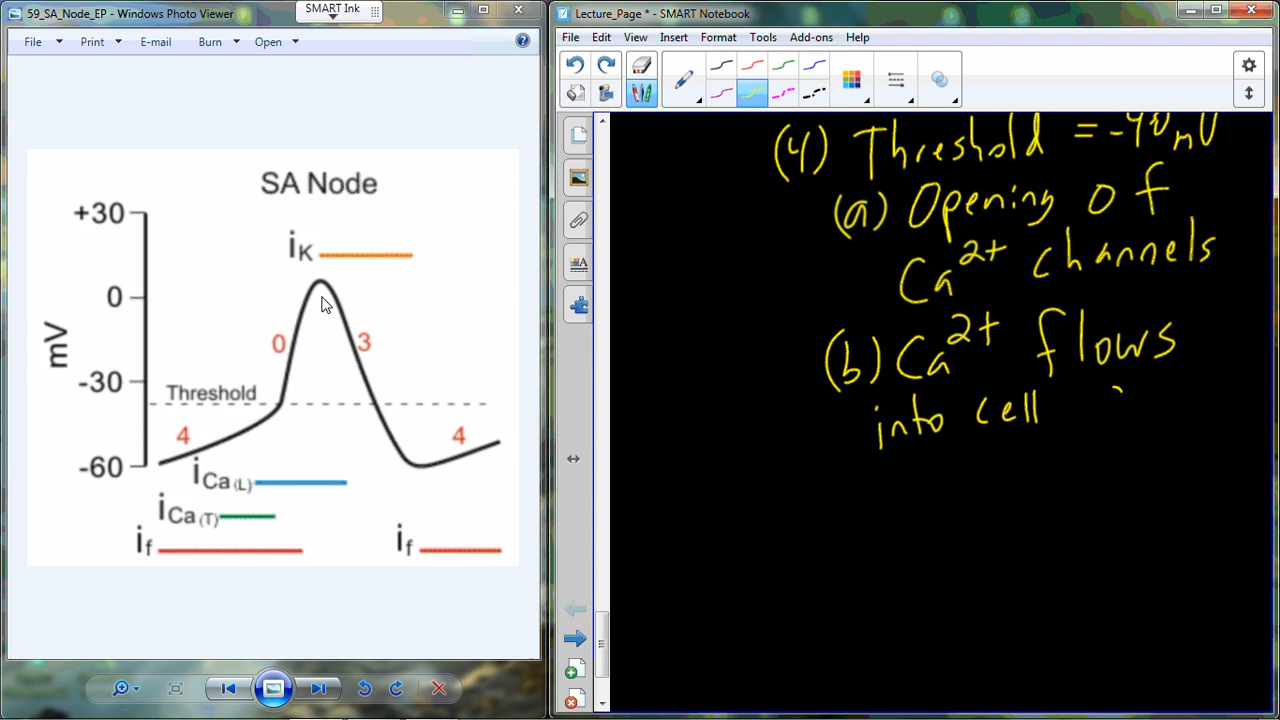 59_SA_Node_EP - Windows Photo Viewer
SMART Ink
File Print E-mail Burn Open
SA Node
+30
0
-30
-60
mV
iK
0
3
Threshold
4
4
iCa (L)
iCa (T)
if
if
Lecture_Page * - SMART Notebook
File Edit View Insert Format Tools Add-ons Help
(4) Threshold = -40mV
(a) Opening of
Ca2+ channels
(b) Ca2+ flows
into cell